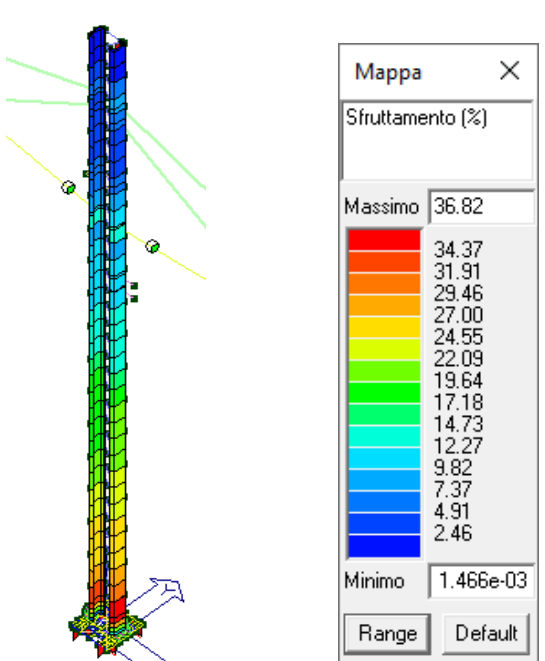 Mappa
Sfruttamento (%)
Massimo 36.82
34.37
31.91
29.46
27.00
24.55
22.09
19.64
17.18
14.73
12.27
9.82
7.37
4.91
2.46
Minimo 1.466e-03
Range Default